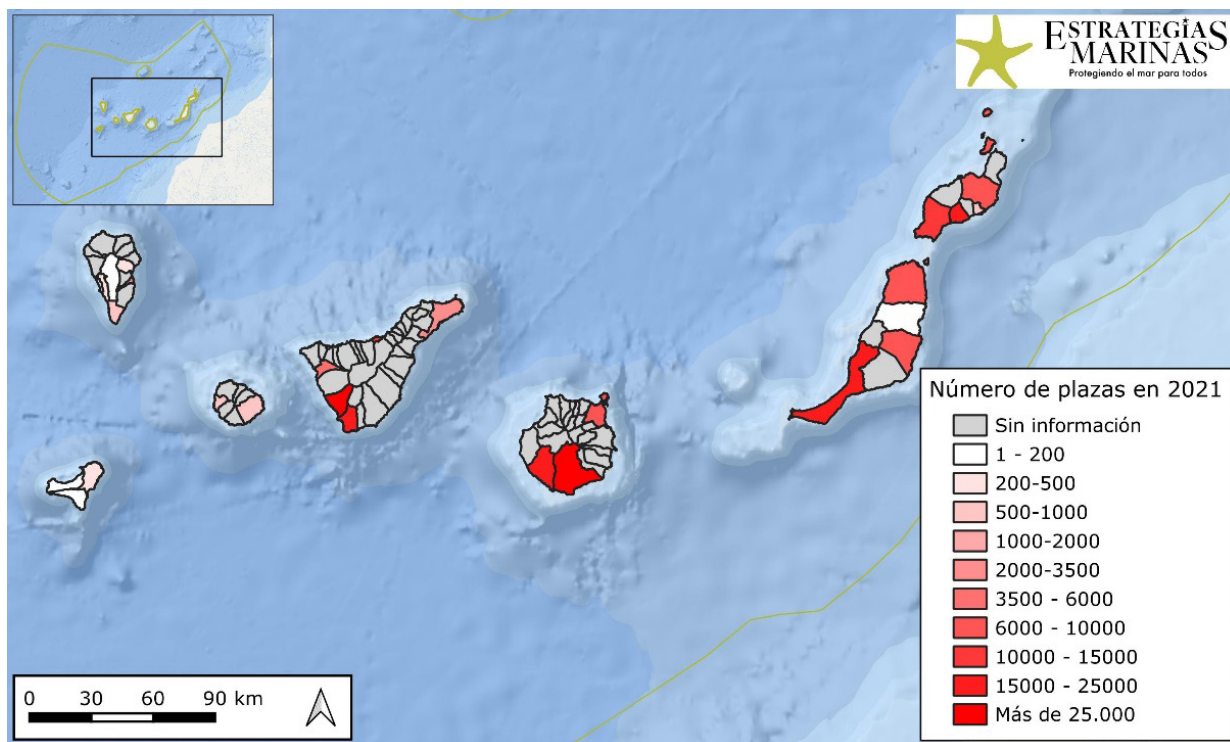 ESTRATEGIAS
MARINAS
Protegiendo el mar para todos
Número de plazas en 2021
Sin información
1 - 200
200-500
500-1000
1000-2000
2000-3500
3500 - 6000
6000 - 10000
10000 - 15000
15000 - 25000
Más de 25.000
0 30 60 90 km